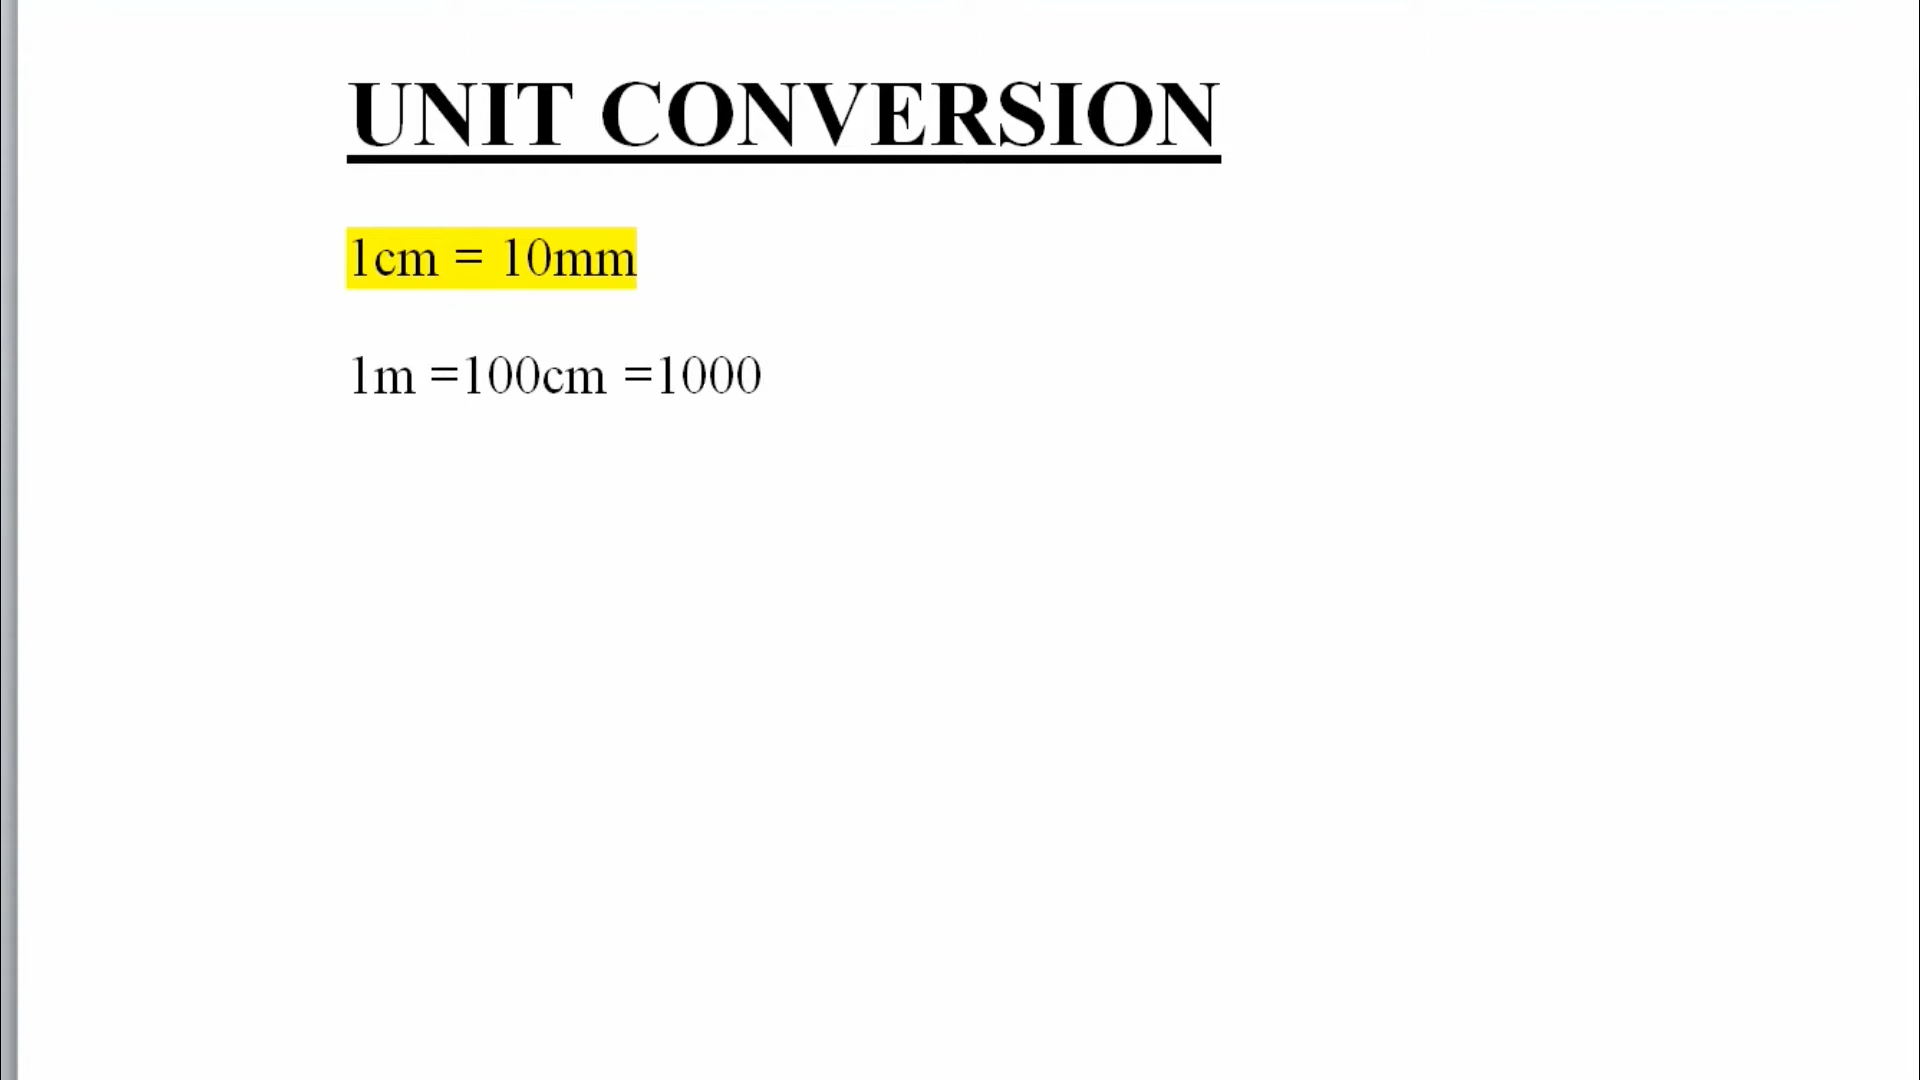 UNIT CONVERSION
1cm = 10mm
1m =100cm =1000